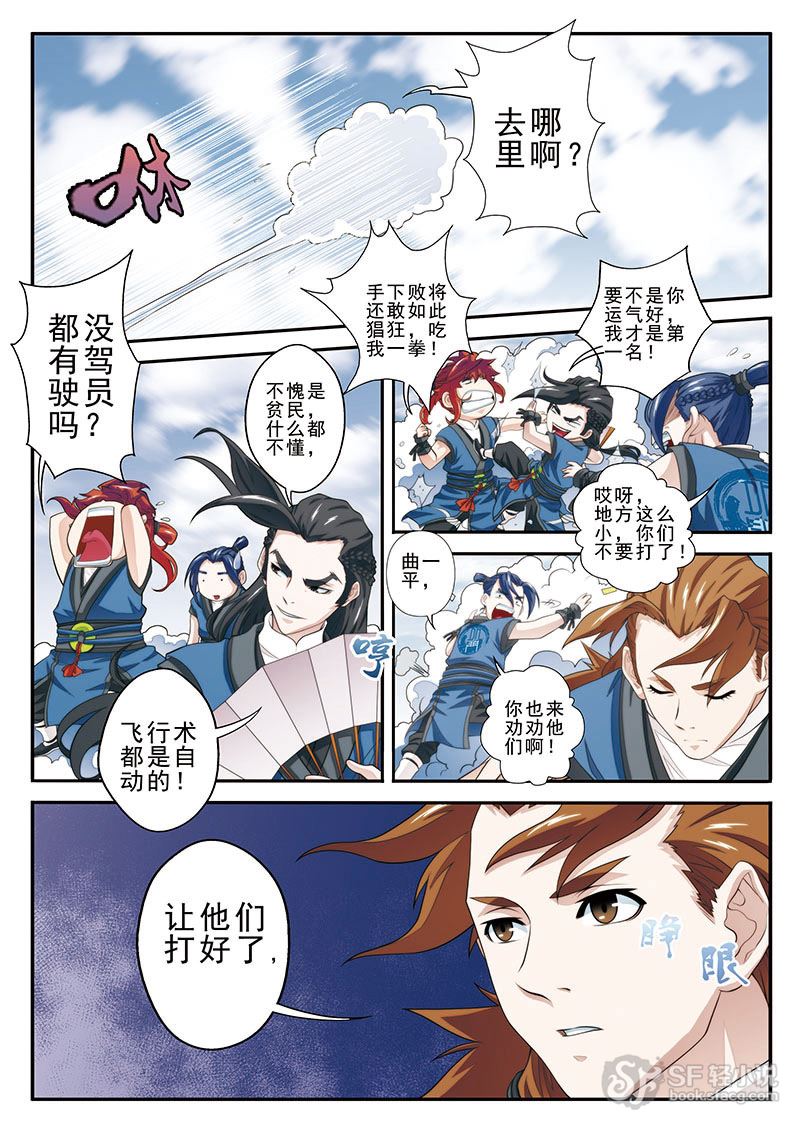 咻
去哪
里啊？
没驾员
都有驶
吗？
不愧是
贫民，
什么都
不懂，
哼
飞行术
都是自
动的！
手下败将
还敢如此
猖狂，吃
我一拳！
要不是你
运气好，
我才是第
一名！
哎呀，这么
地方小，你们
不要打了！
曲一
平，
你也来
劝劝他
们啊！
让他们
打好了，
睁眼
SF轻小说
book.sfacg.com